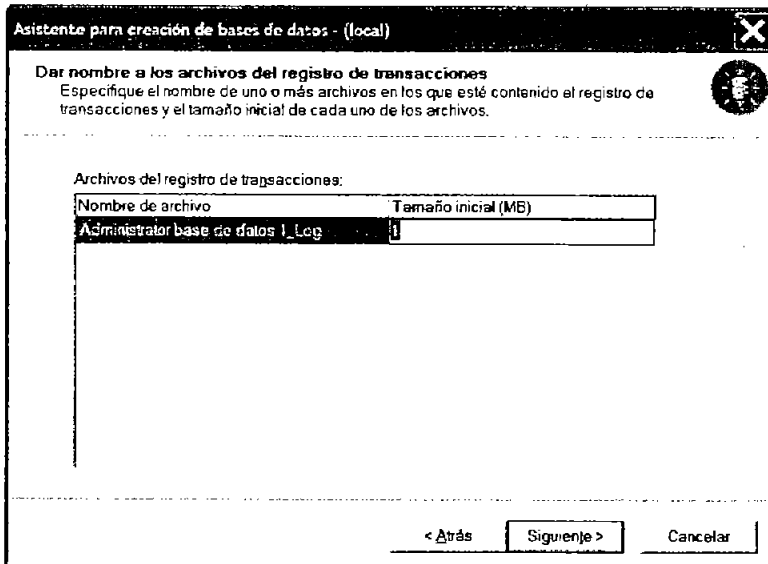 Asistente para creación de bases de datos - (local)
Dar nombre a los archivos del registro de transacciones
Especifique el nombre de uno o más archivos en los que esté contenido el registro de
transacciones y el tamaño inicial de cada uno de los archivos.
Archivos del registro de transacciones:
Nombre de archivo Tamaño inicial (MB)
Administrator base de datos 1_Log 1
< Atrás Siguiente > Cancelar